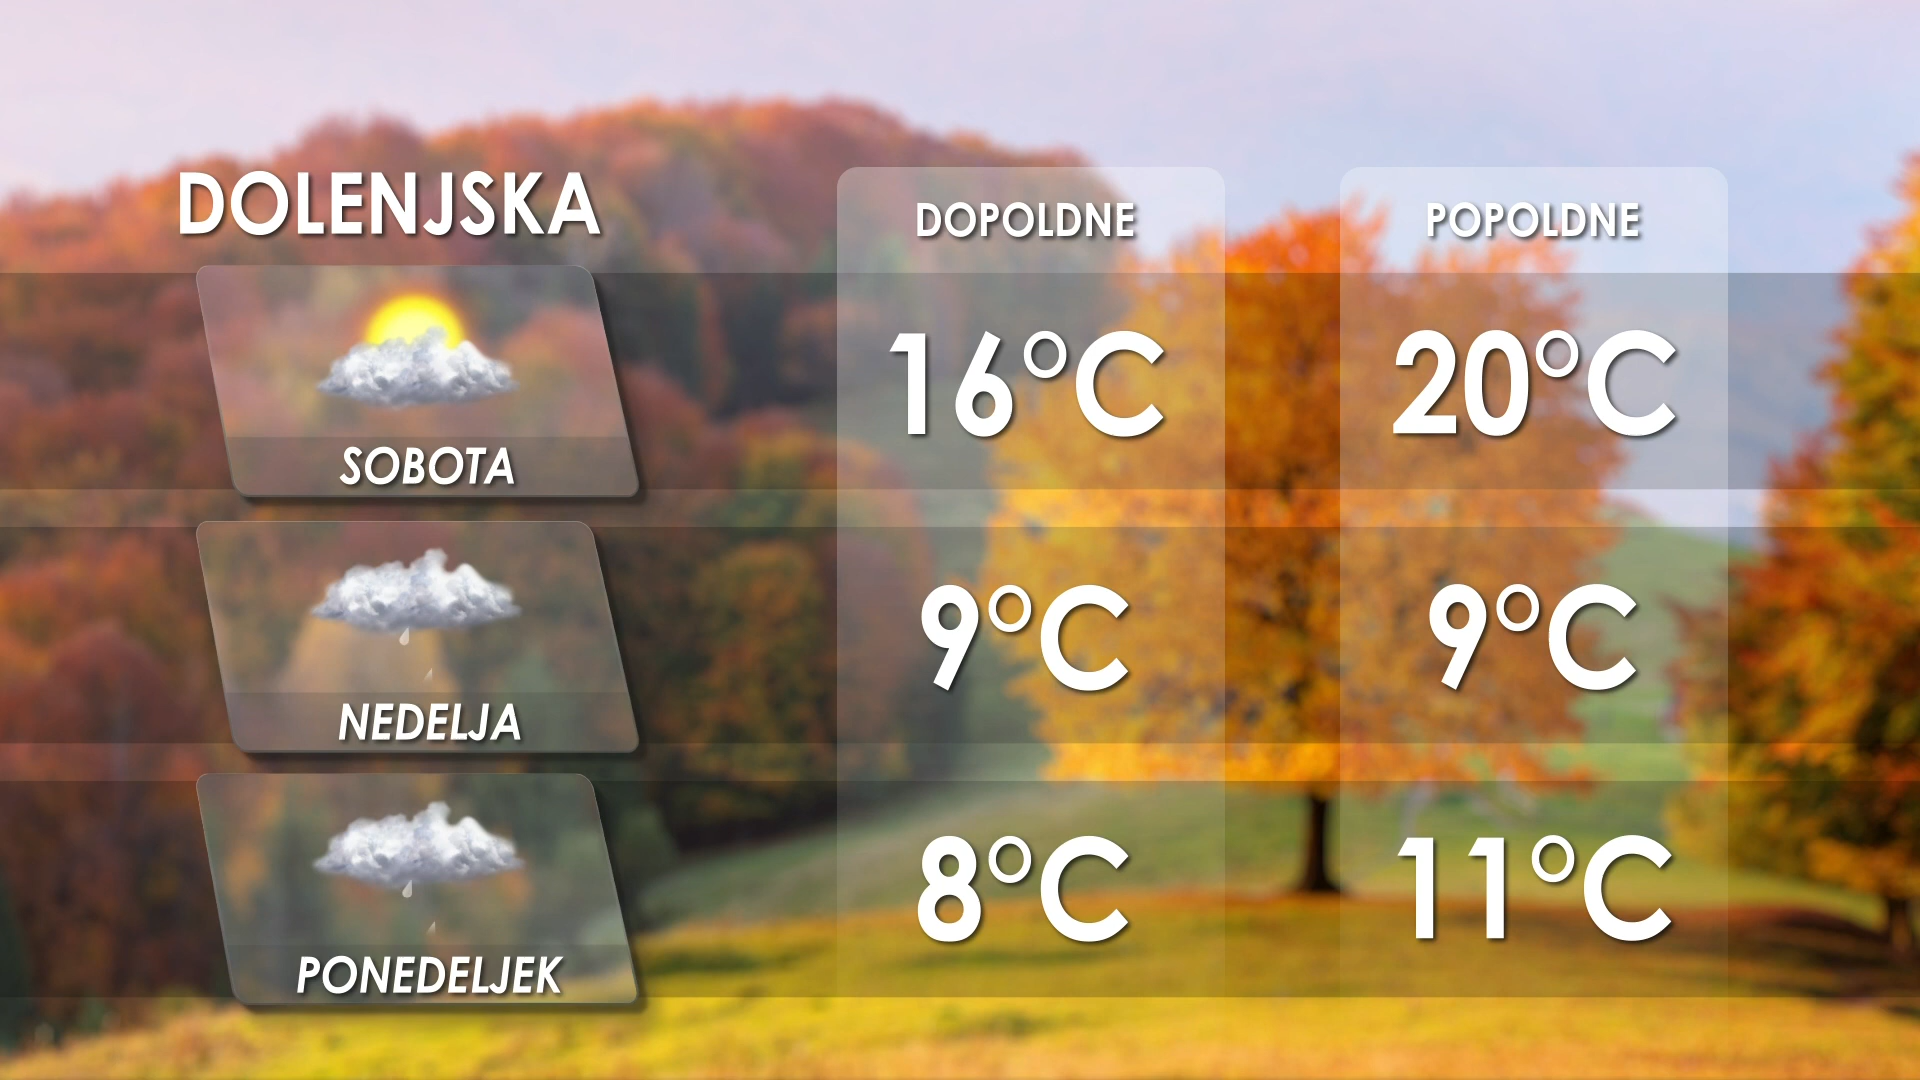 DOLENJSKA
DOPOLDNE POPOLDNE
SOBOTA 16°C 20°C
NEDELJA 9°C 9°C
PONEDELJEK 8°C 11°C